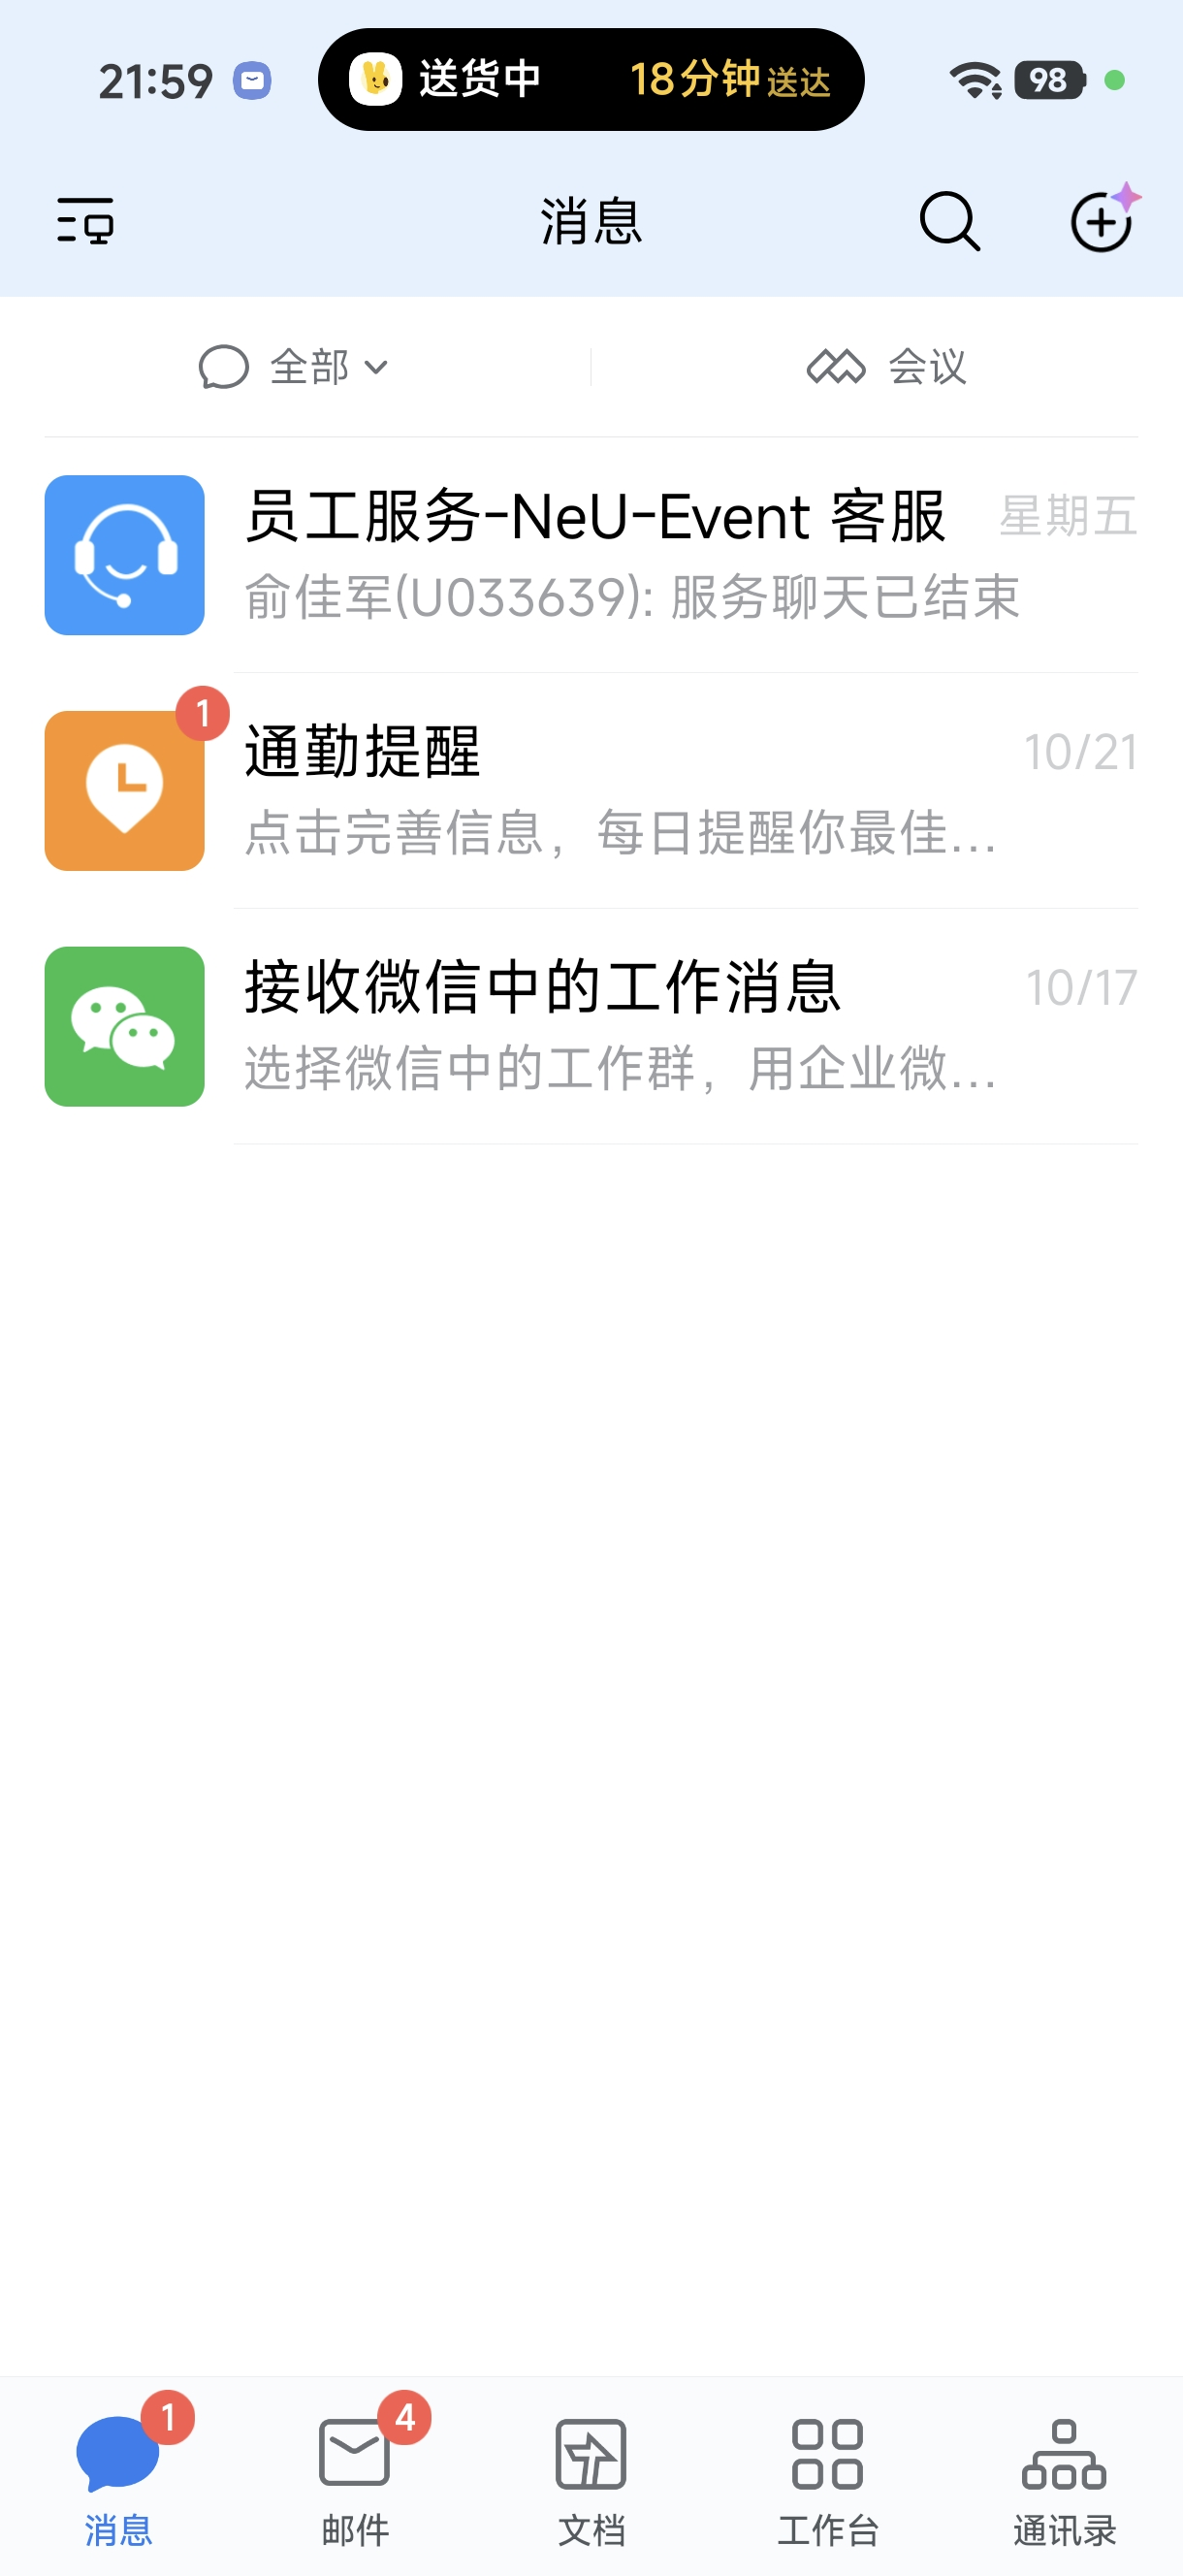 21:59
送货中 18分钟送达
98
消息
全部
会议
员工服务-NeU-Event 客服 星期五
俞佳军(U033639): 服务聊天已结束
1
通勤提醒 10/21
点击完善信息，每日提醒你最佳...
接收微信中的工作消息 10/17
选择微信中的工作群，用企业微...
1
4
消息 邮件 文档 工作台 通讯录